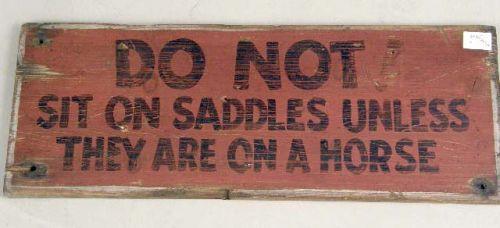 DO NOT!
SIT ON SADDLES UNLESS
THEY ARE ON A HORSE